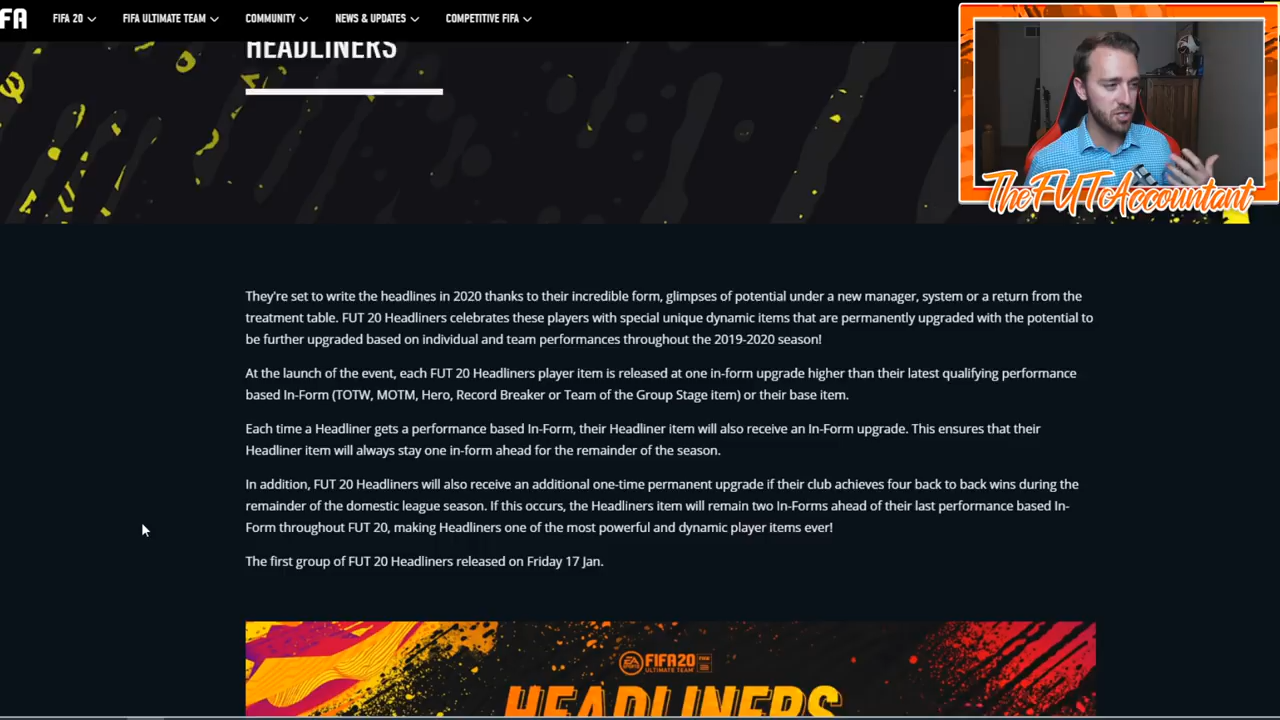 FA
FIFA 20
FIFA ULTIMATE TEAM
COMMUNITY
NEWS & UPDATES
COMPETITIVE FIFA
HEADLINERS
TheFUTAccountant
They're set to write the headlines in 2020 thanks to their incredible form, glimpses of potential under a new manager, system or a return from the
treatment table. FUT 20 Headliners celebrates these players with special unique dynamic items that are permanently upgraded with the potential to
be further upgraded based on individual and team performances throughout the 2019-2020 season!
At the launch of the event, each FUT 20 Headliners player item is released at one in-form upgrade higher than their latest qualifying performance
based In-Form (TOTW, MOTM, Hero, Record Breaker or Team of the Group Stage item) or their base item.
Each time a Headliner gets a performance based In-Form, their Headliner item will also receive an In-Form upgrade. This ensures that their
Headliner item will always stay one in-form ahead for the remainder of the season.
In addition, FUT 20 Headliners will also receive an additional one-time permanent upgrade if their club achieves four back to back wins during the
remainder of the domestic league season. If this occurs, the Headliners item will remain two In-Forms ahead of their last performance based In-
Form throughout FUT 20, making Headliners one of the most powerful and dynamic player items ever!
The first group of FUT 20 Headliners released on Friday 17 Jan.
EA SPORTS FIFA20
ULTIMATE TEAM
HEADLINERS